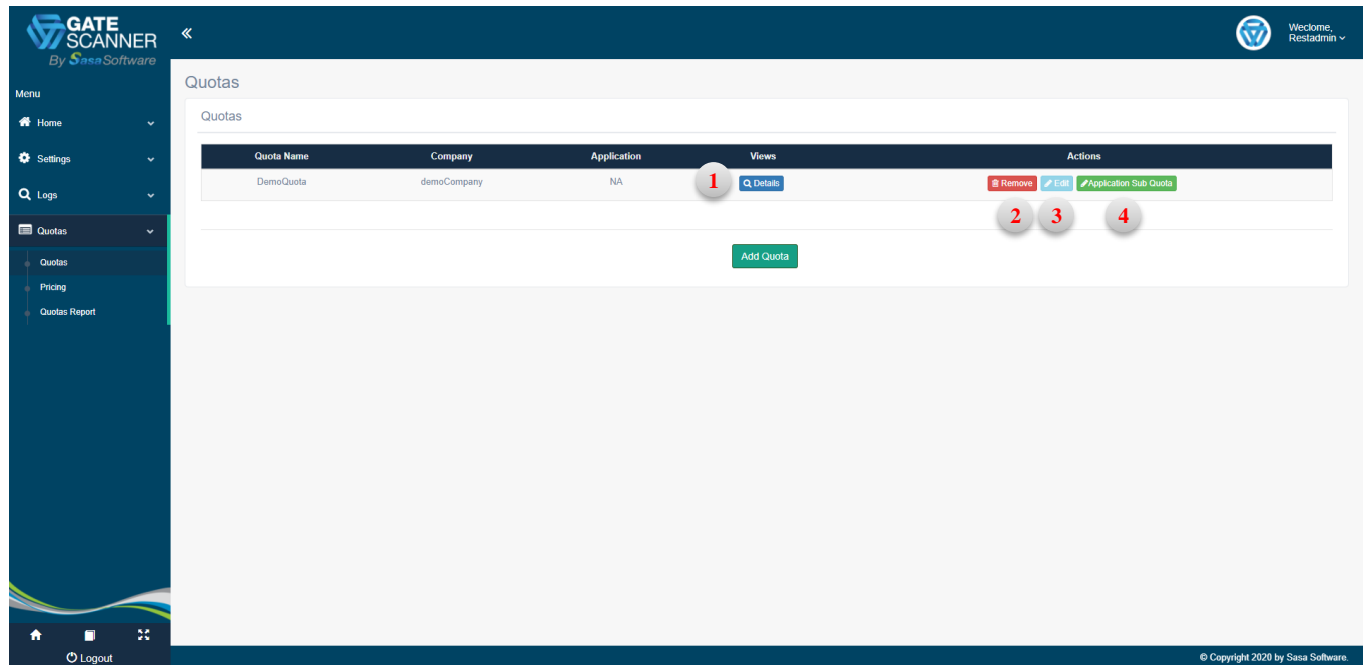 GATE
SCANNER
By Sasa Software
«
Weclome,
Restadmin
Menu
Home
Settings
Logs
Quotas
Quotas
Pricing
Quotas Report
Logout
Quotas
Quotas
Quota Name Company Application Views Actions
DemoQuota demoCompany NA 1 Details Remove Edit Application Sub Quota
2 3 4
Add Quota
© Copyright 2020 by Sasa Software.